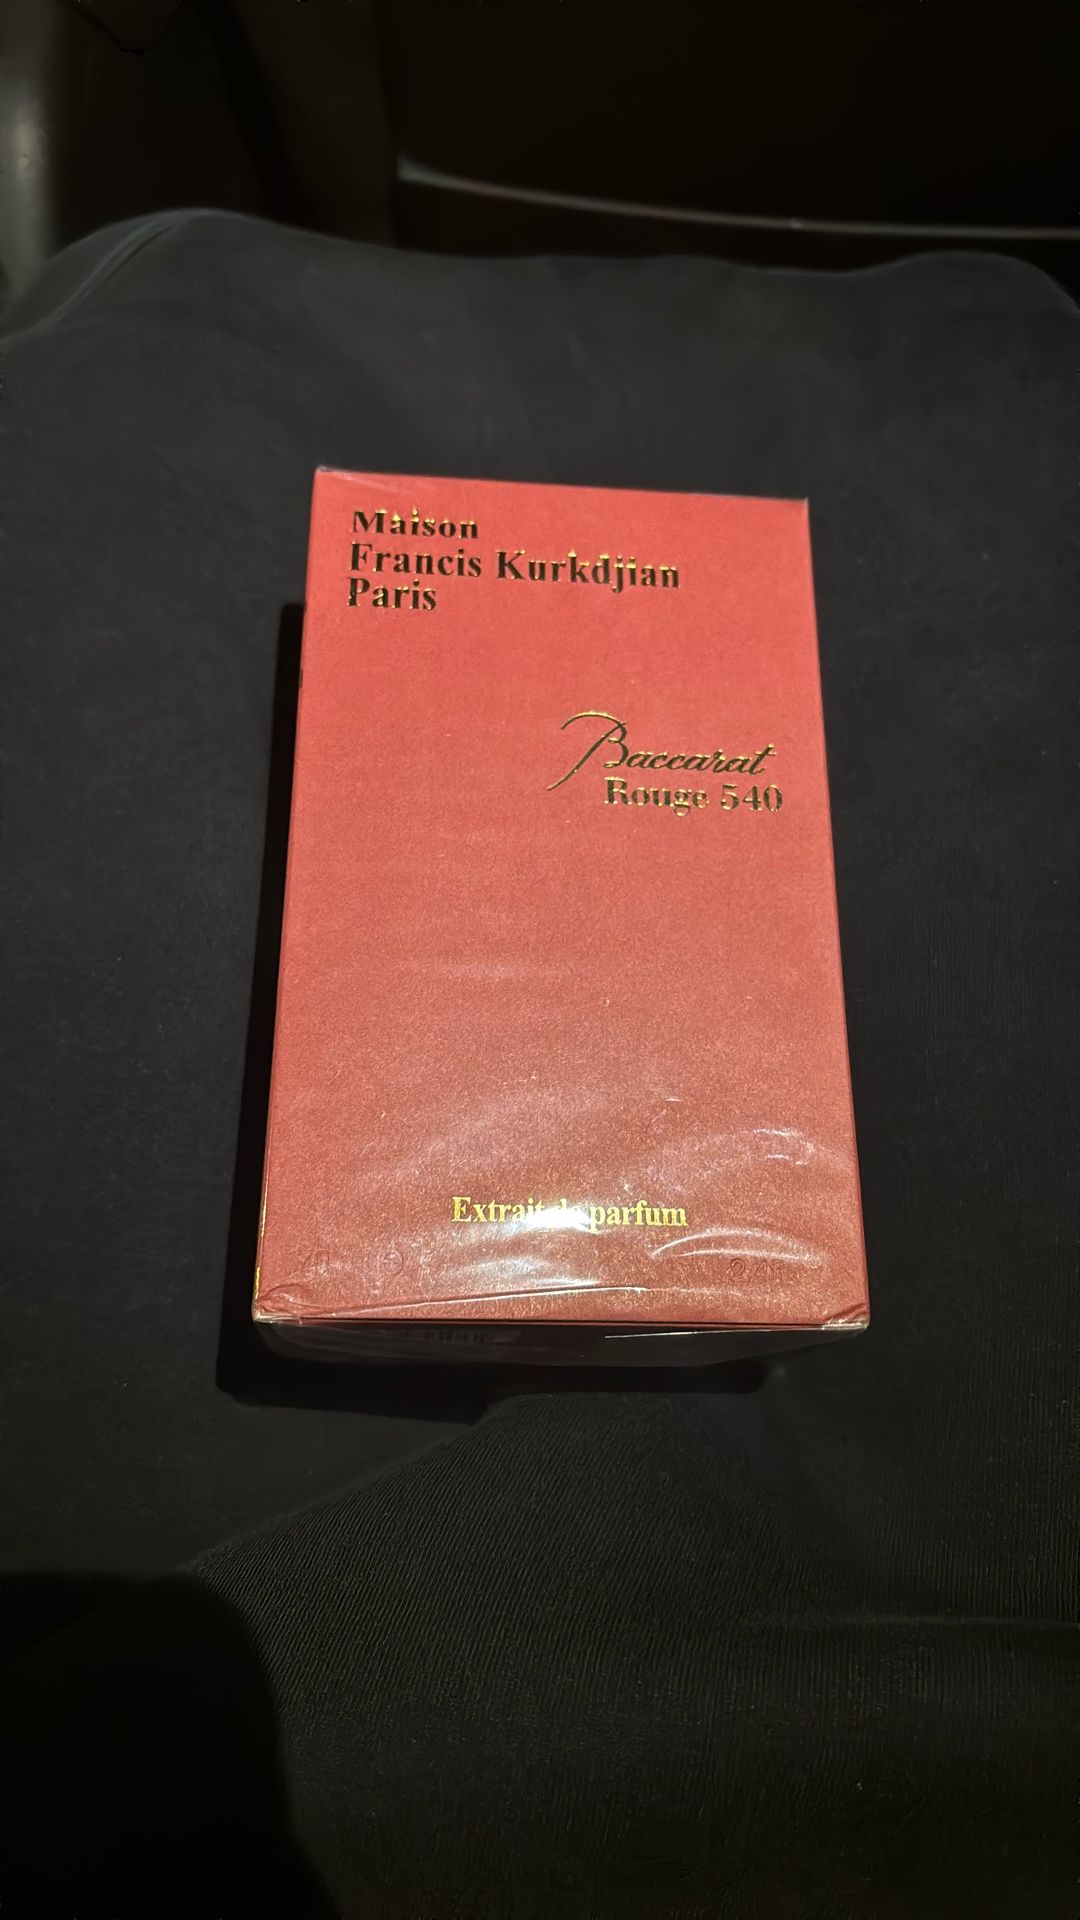 Maison
Francis Kurkdjian
Paris
Baccarat
Rouge 540
Extrait de parfum